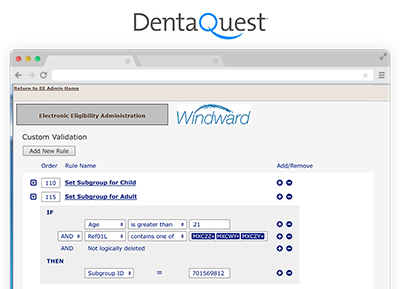 DentaQuest
Return to EE Admin Home
Electronic Eligibility Administration
Windward
Custom Validation
Add New Rule
Order Rule Name Add/Remove
110 Set Subgroup for Child
115 Set Subgroup for Adult
IF
Age is greater than 21
AND Ref01L contains one of MXCZZ MXCWY MXCZY
AND Not logically deleted
THEN
Subgroup ID = 701569812